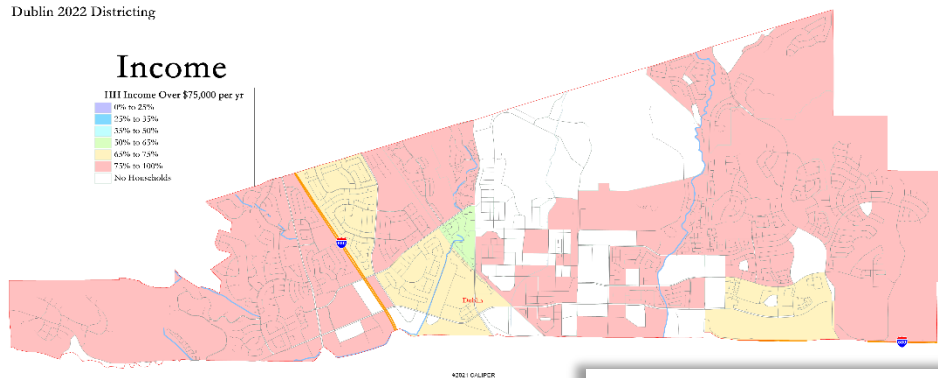 Dublin 2022 Districting
Income
HH Income Over $75,000 per yr
0% to 25%
25% to 35%
35% to 50%
50% to 65%
65% to 75%
75% to 100%
No Households
Dublin
©2021 CALIPER